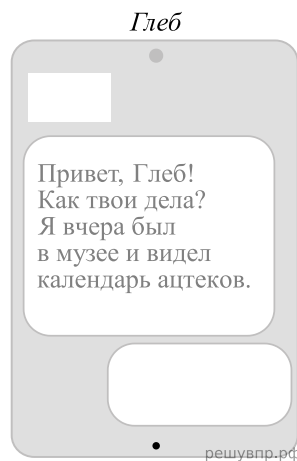 Глеб
Привет, Глеб!
Как твои дела?
Я вчера был
в музее и видел
календарь ацтеков.
решувпр.рф